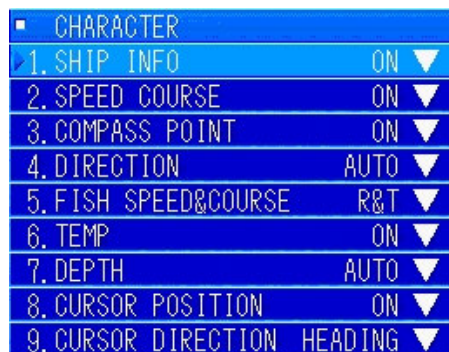 CHARACTER
1. SHIP INFO ON
2. SPEED COURSE ON
3. COMPASS POINT ON
4. DIRECTION AUTO
5. FISH SPEED&COURSE R&T
6. TEMP ON
7. DEPTH AUTO
8. CURSOR POSITION ON
9. CURSOR DIRECTION HEADING